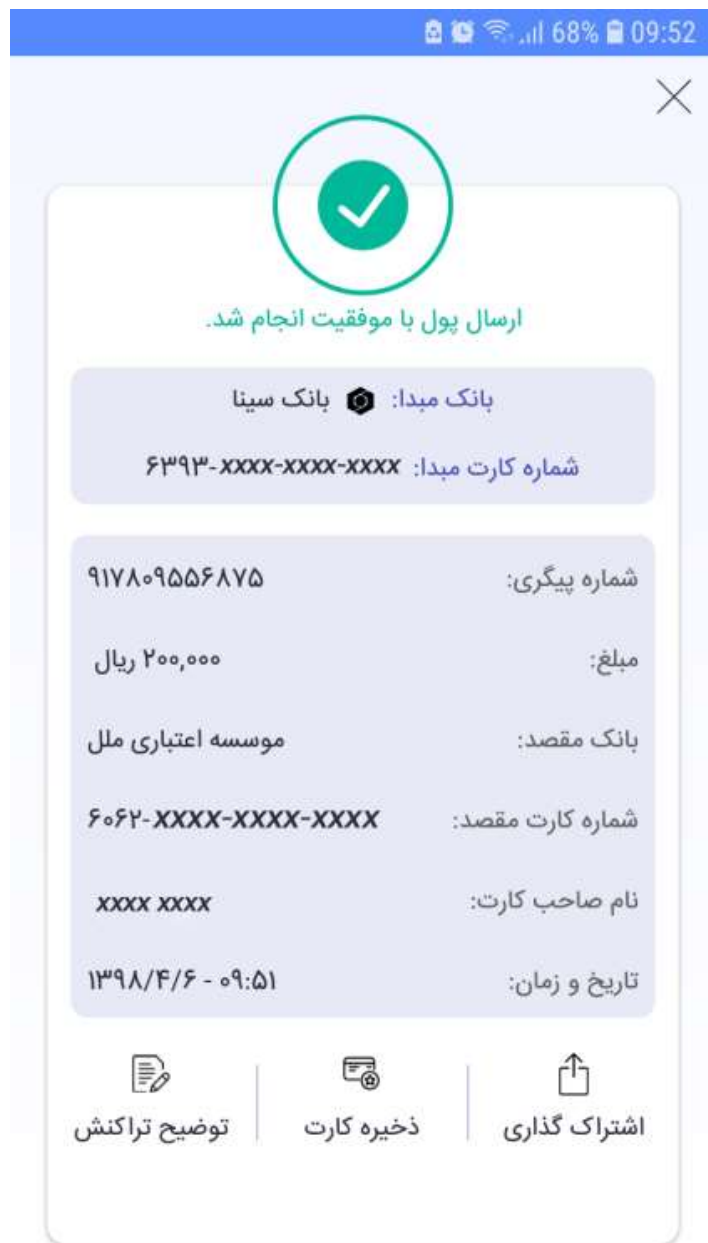 68% 09:52
ارسال پول با موفقیت انجام شد.
بانک مبدا: بانک سینا
شماره کارت مبدا: ۶۳۹۳-xxxx-xxxx-xxxx
شماره پیگری: ۹۱۷۸۰۹۵۵۶۸۷۵
مبلغ: ۲۰۰,۰۰۰ ریال
بانک مقصد: موسسه اعتباری ملل
شماره کارت مقصد: ۶۰۶۲-XXXX-XXXX-XXXX
نام صاحب کارت: xxxx xxxx
تاریخ و زمان: ۱۳۹۸/۴/۶ - ۰۹:۵۱
اشتراک گذاری ذخیره کارت توضیح تراکنش